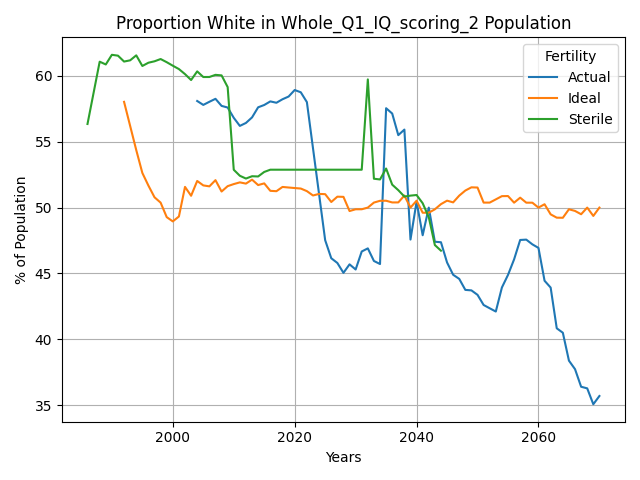 Proportion White in Whole_Q1_IQ_scoring_2 Population
Fertility
Actual
Ideal
Sterile
% of Population
60
55
50
45
40
35
2000
2020
2040
2060
Years